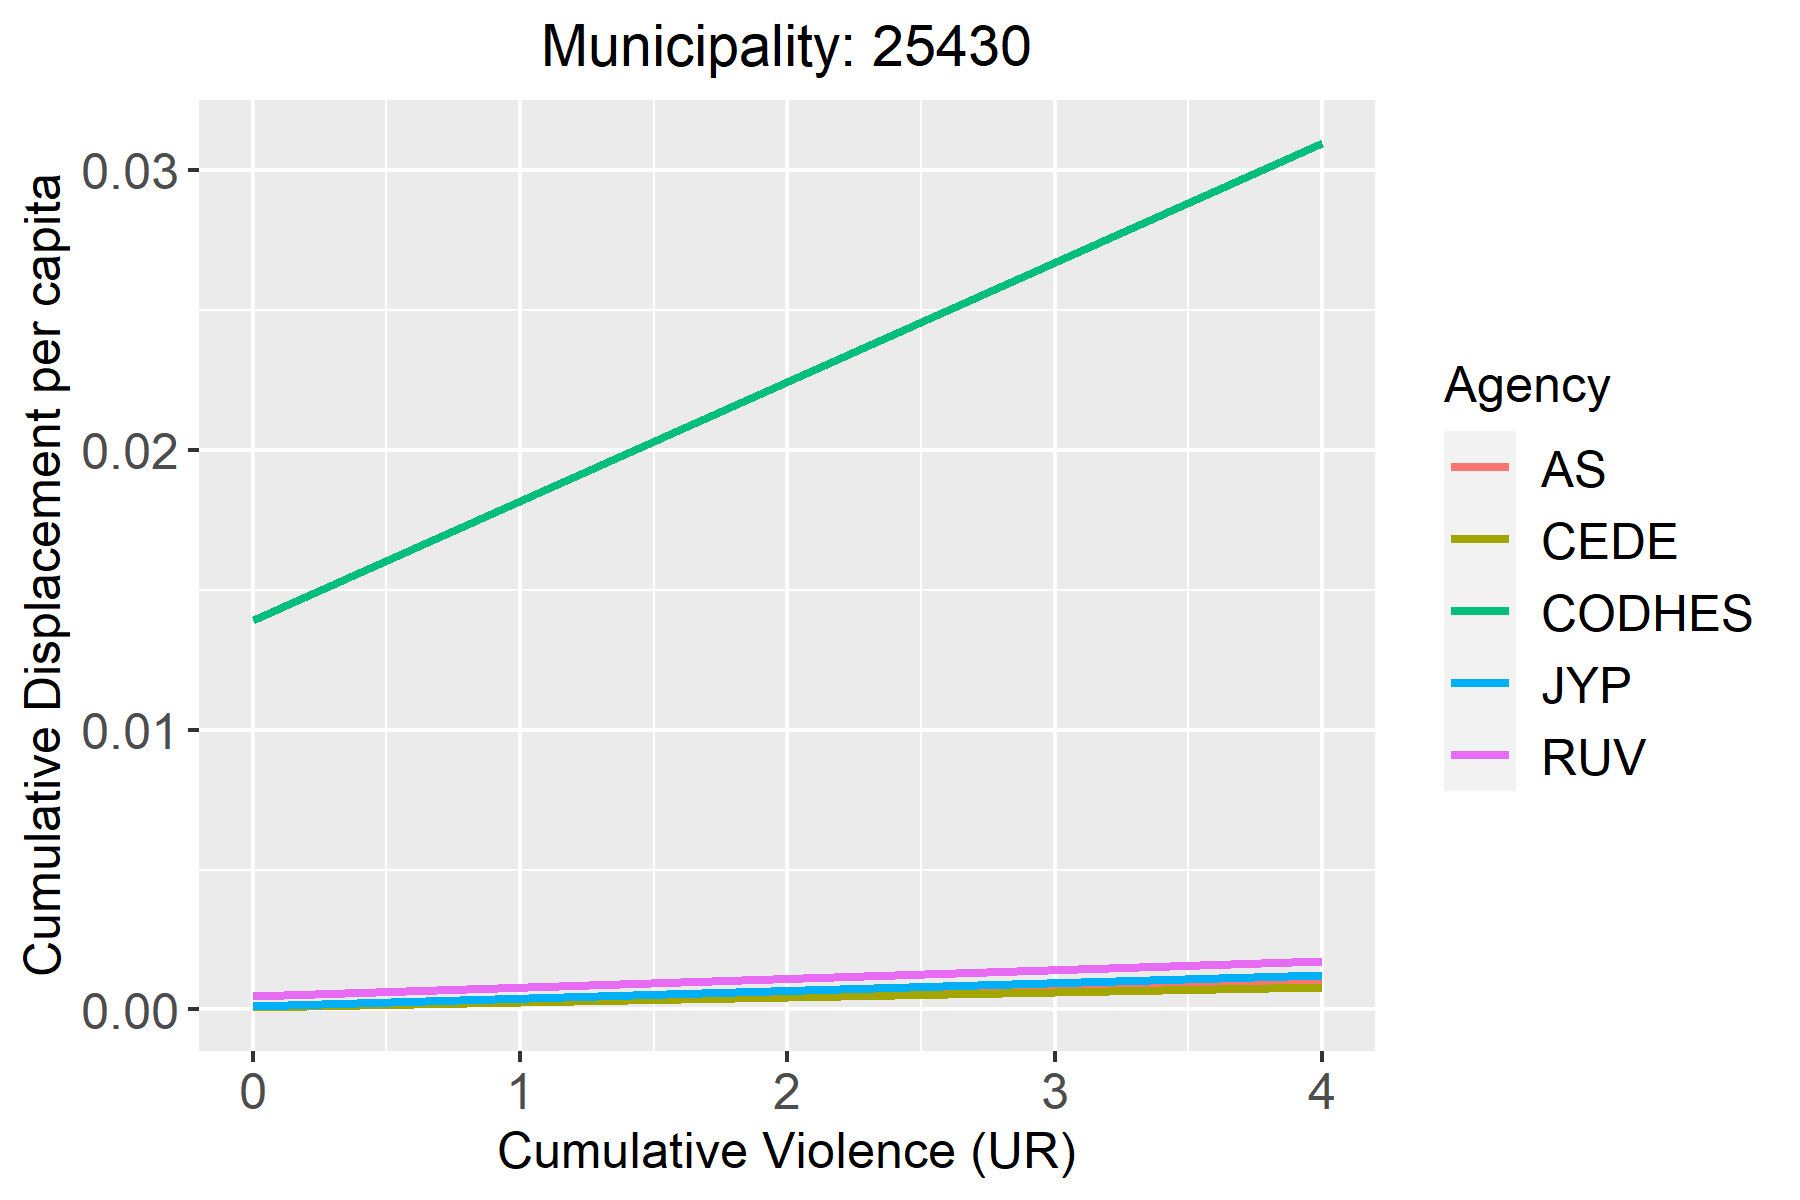 Municipality: 25430
Cumulative Displacement per capita
0.03
0.02
0.01
0.00
0 1 2 3 4
Cumulative Violence (UR)
Agency
AS
CEDE
CODHES
JYP
RUV